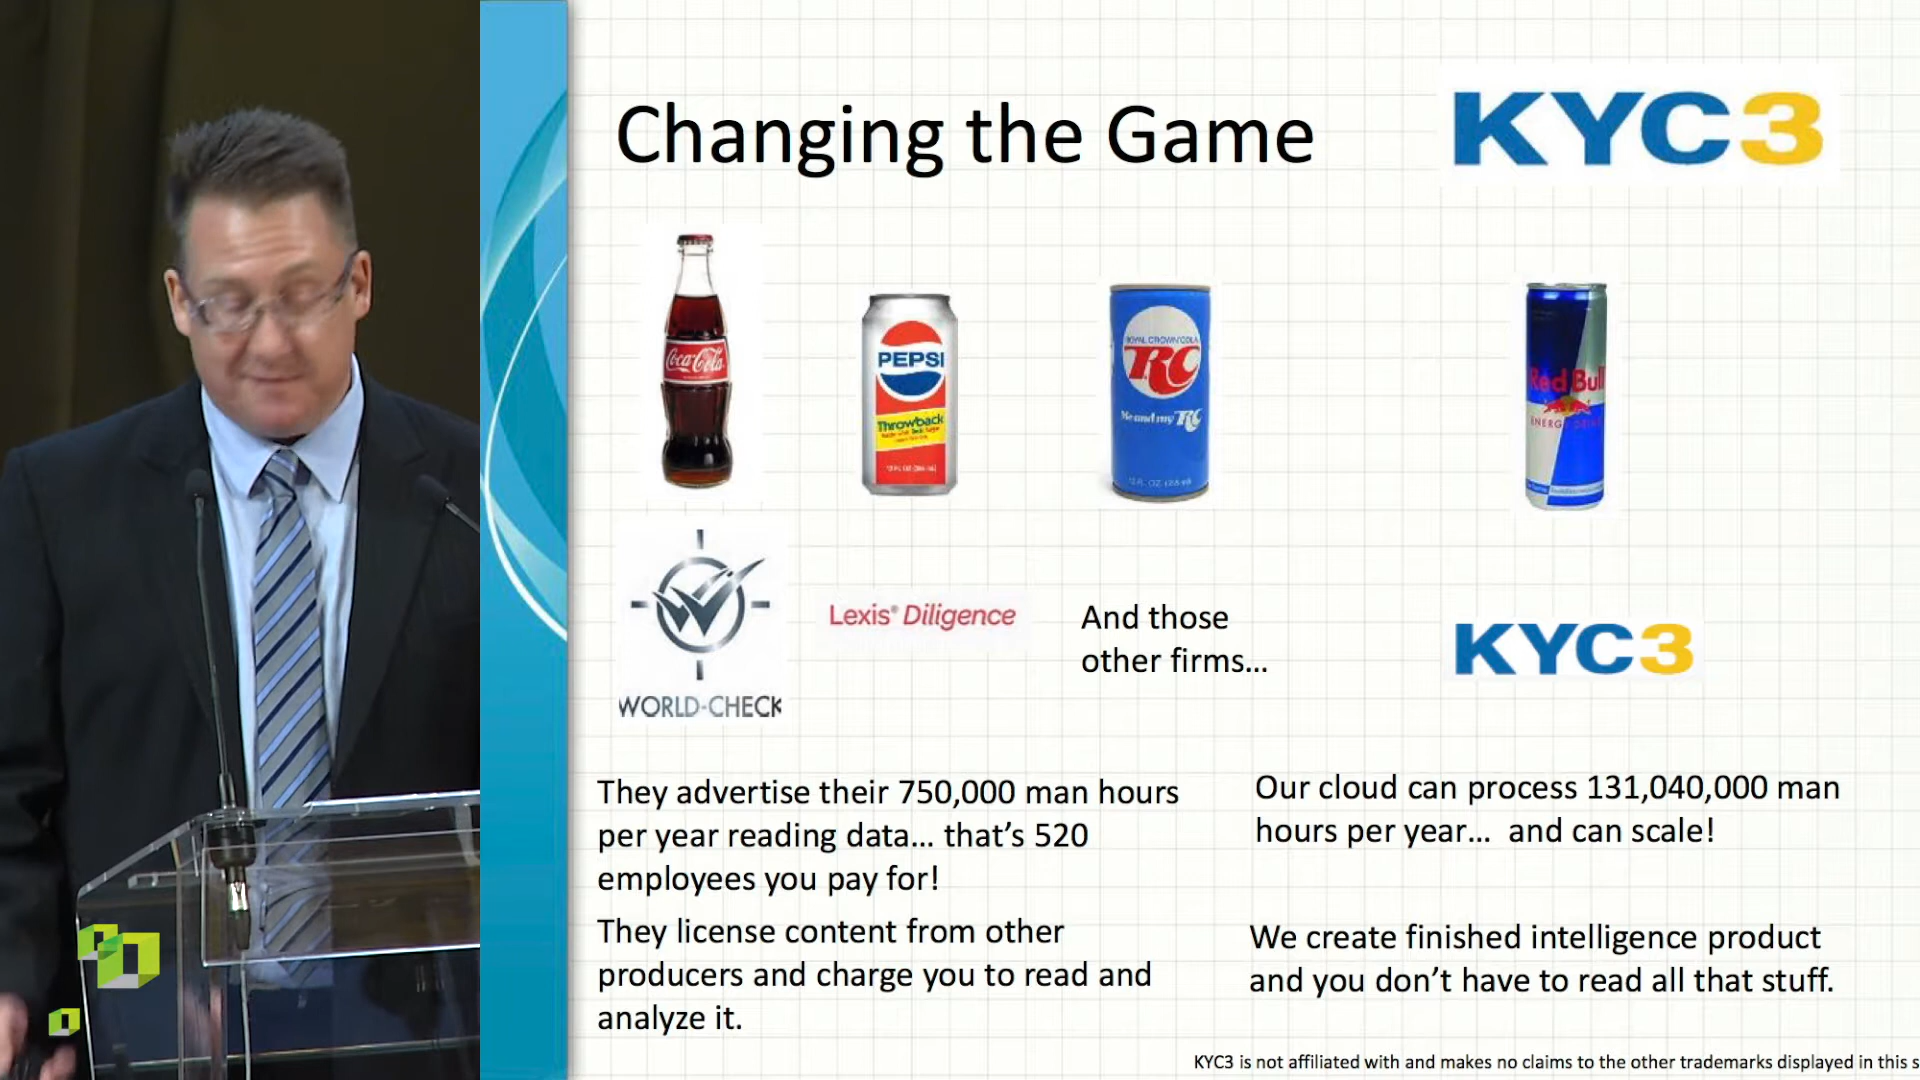 Changing the Game
KYC3
Coca-Cola
PEPSI
Throwback
ROYAL CROWN COLA
RC
Me and my RC
Red Bull
ENERGY DRINK
WORLD-CHECK
Lexis® Diligence
And those
other firms...
KYC3
They advertise their 750,000 man hours
per year reading data... that's 520
employees you pay for!
They license content from other
producers and charge you to read and
analyze it.
Our cloud can process 131,040,000 man
hours per year... and can scale!
We create finished intelligence product
and you don't have to read all that stuff.
KYC3 is not affiliated with and makes no claims to the other trademarks displayed in this s